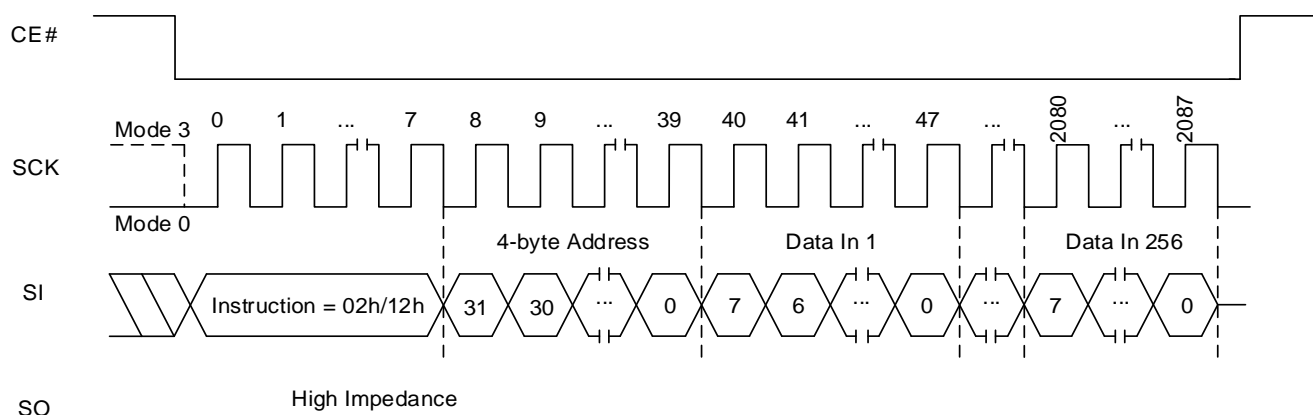 CE#
SCK
Mode 3
Mode 0
0 1 ... 7 8 9 ... 39 40 41 ... 47 ... 2080 ... 2087
4-byte Address Data In 1 Data In 256
SI
Instruction = 02h/12h 31 30 ... 0 7 6 ... 0 ... 7 ... 0
SO
High Impedance